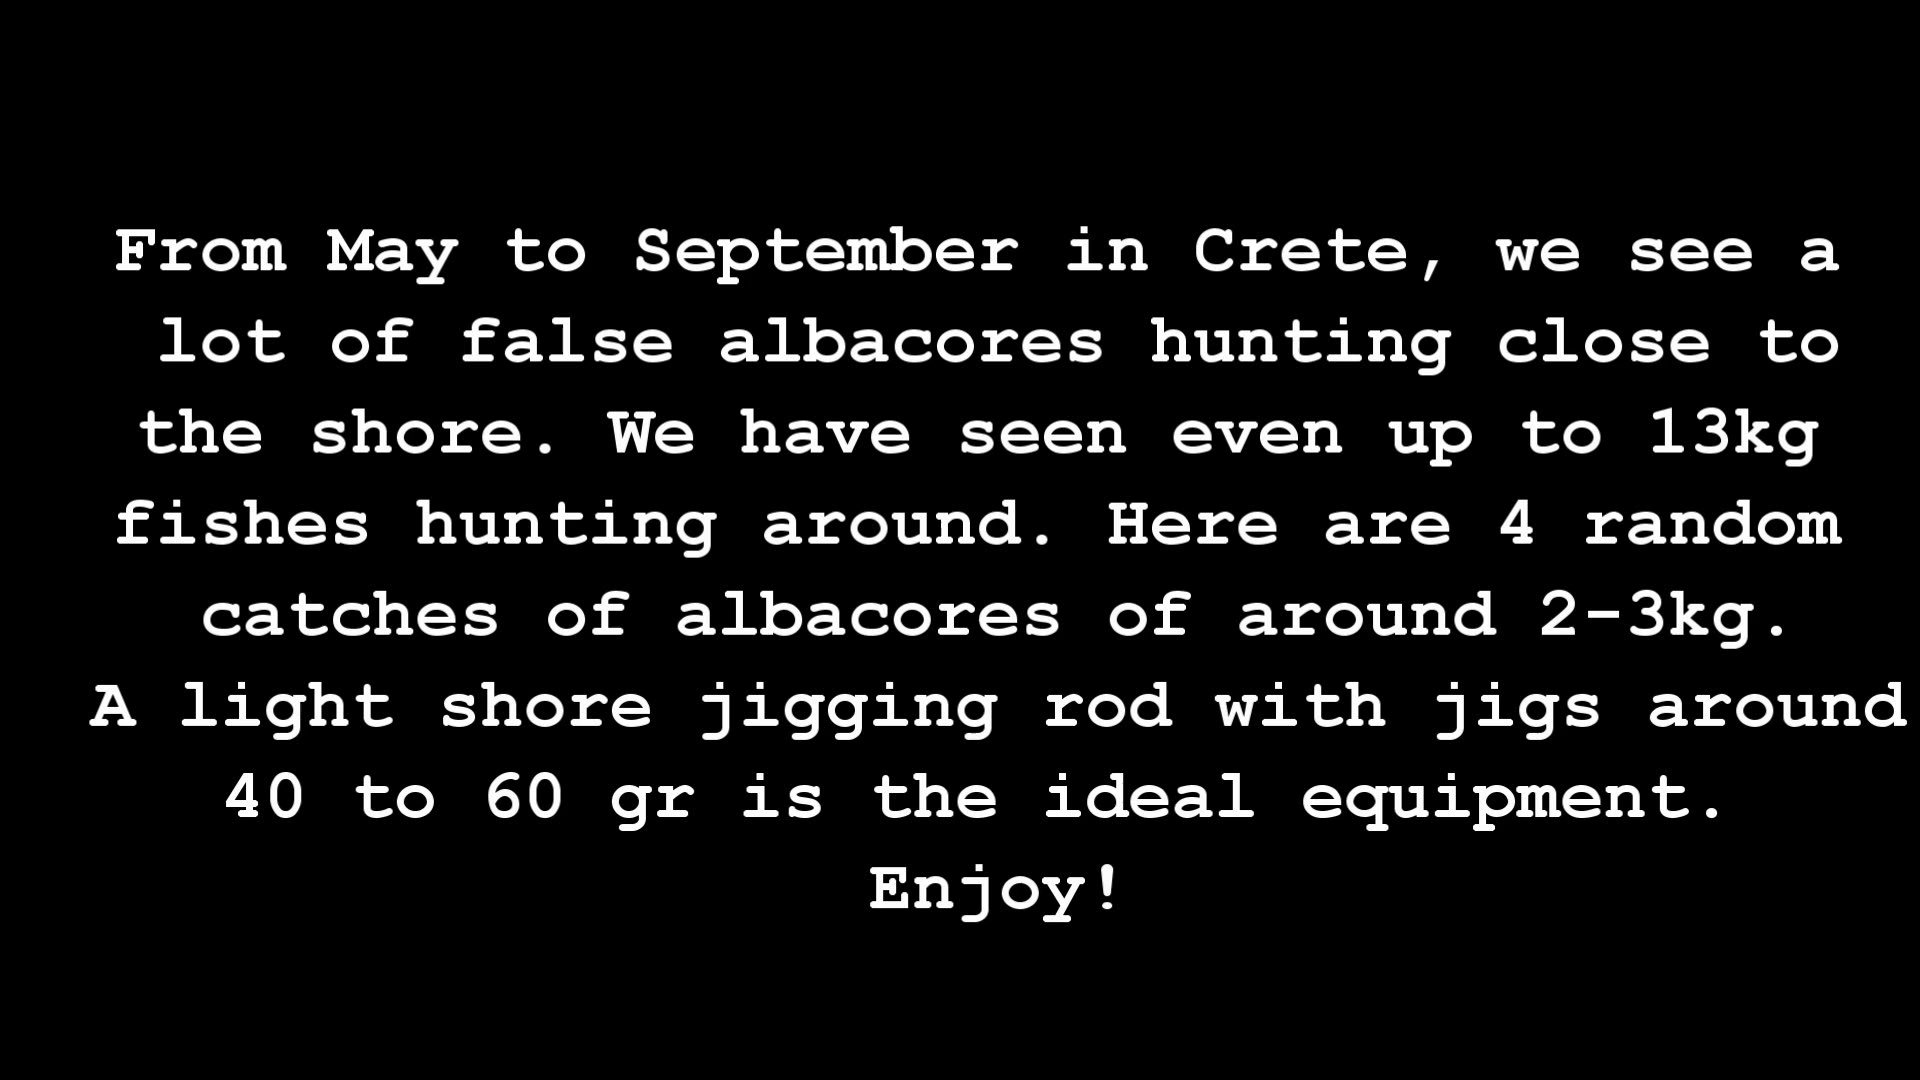 From May to September in Crete, we see a
lot of false albacores hunting close to
the shore. We have seen even up to 13kg
fishes hunting around. Here are 4 random
catches of albacores of around 2-3kg.
A light shore jigging rod with jigs around
40 to 60 gr is the ideal equipment.
Enjoy!